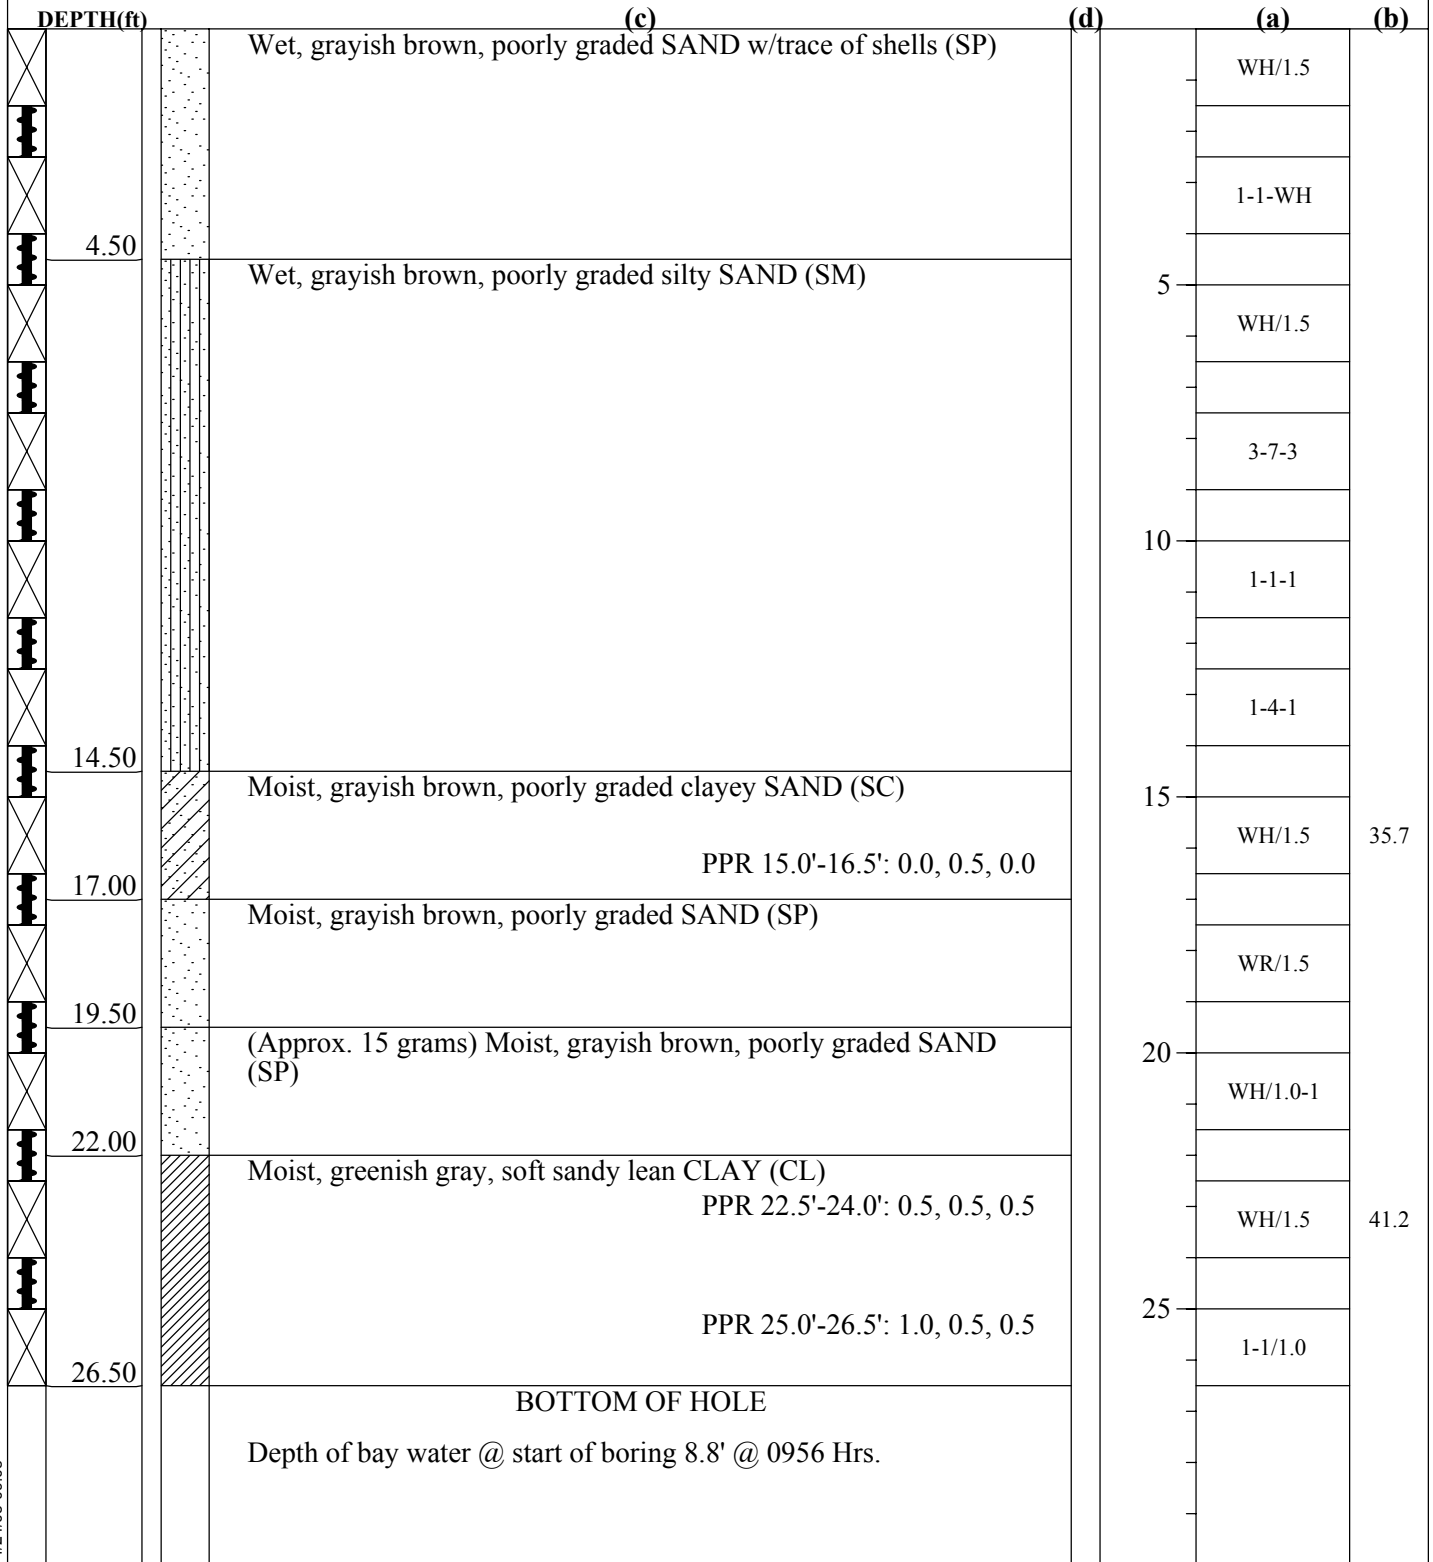 DEPTH(ft) (c) (d) (a) (b)
Wet, grayish brown, poorly graded SAND w/trace of shells (SP)
WH/1.5
1-1-WH
4.50
Wet, grayish brown, poorly graded silty SAND (SM)
5
WH/1.5
3-7-3
10
1-1-1
1-4-1
14.50
Moist, grayish brown, poorly graded clayey SAND (SC)
15
WH/1.5 35.7
PPR 15.0'-16.5': 0.0, 0.5, 0.0
17.00
Moist, grayish brown, poorly graded SAND (SP)
WR/1.5
19.50
(Approx. 15 grams) Moist, grayish brown, poorly graded SAND
(SP)
20
WH/1.0-1
22.00
Moist, greenish gray, soft sandy lean CLAY (CL)
PPR 22.5'-24.0': 0.5, 0.5, 0.5
WH/1.5 41.2
25
PPR 25.0'-26.5': 1.0, 0.5, 0.5
1-1/1.0
26.50
BOTTOM OF HOLE
Depth of bay water @ start of boring 8.8' @ 0956 Hrs.